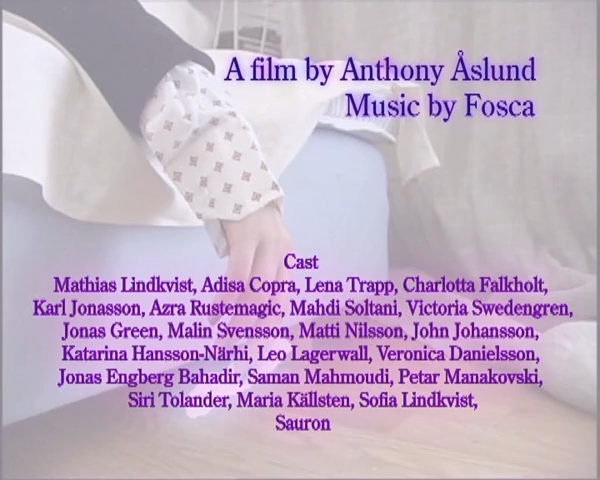 A film by Anthony Åslund
Music by Fosca
Cast
Mathias Lindkvist, Adisa Copra, Lena Trapp, Charlotta Falkholt,
Karl Jonasson, Azra Rustemagic, Mahdi Soltani, Victoria Swedengren,
Jonas Green, Malin Svensson, Matti Nilsson, John Johansson,
Katarina Hansson-Närhi, Leo Lagerwall, Veronica Danielsson,
Jonas Engberg Bahadir, Saman Mahmoudi, Petar Manakovski,
Siri Tolander, Maria Källsten, Sofia Lindkvist,
Sauron